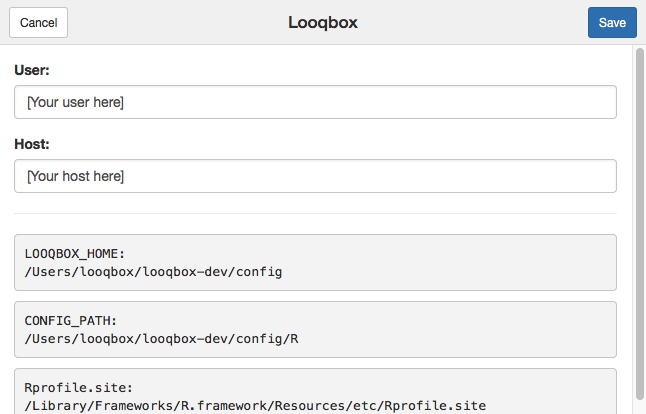 Cancel
Looqbox
Save
User:
[Your user here]
Host:
[Your host here]
LOOQBOX_HOME:
/Users/looqbox/looqbox-dev/config
CONFIG_PATH:
/Users/looqbox/looqbox-dev/config/R
Rprofile.site:
/Library/Frameworks/R.framework/Resources/etc/Rprofile.site